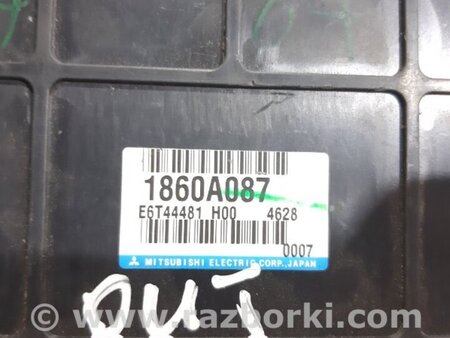 1860A087
E6T44481 H00 4628
0007
MITSUBISHI ELECTRIC CORP., JAPAN
© www.razborki.com